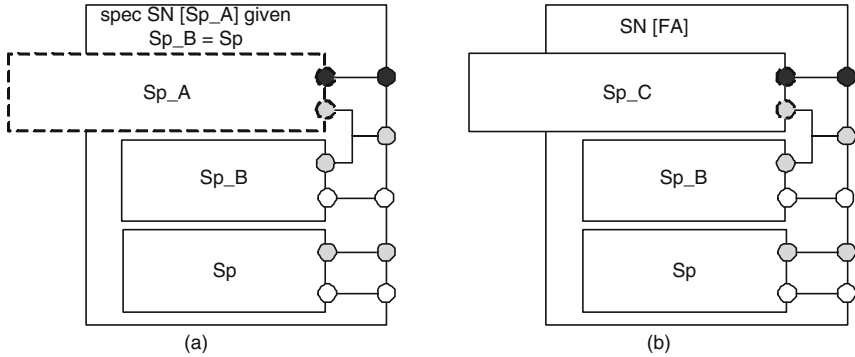 spec SN [Sp_A] given
Sp_B = Sp
Sp_A
Sp_B
Sp
(a)
SN [FA]
Sp_C
Sp_B
Sp
(b)